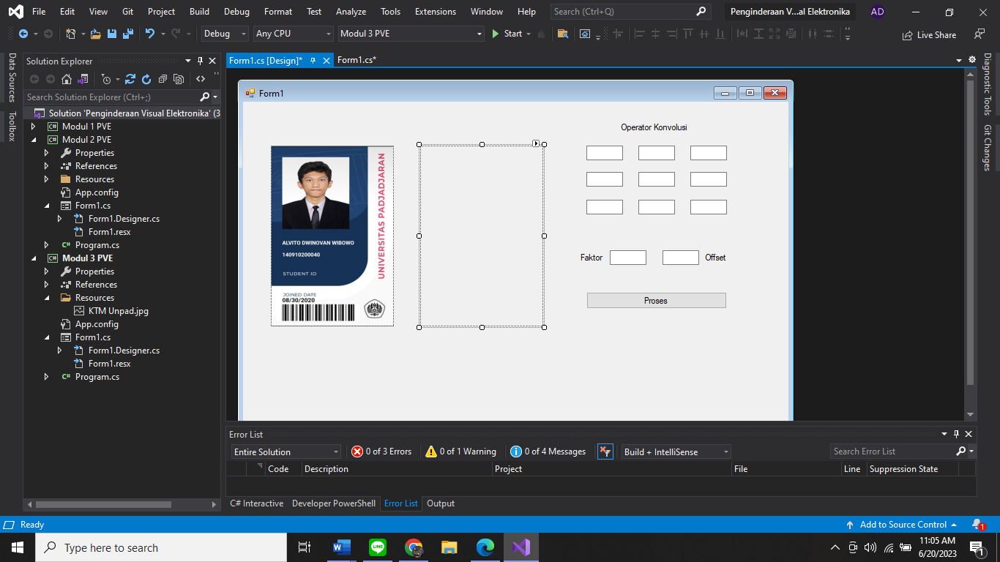 File Edit View Git Project Build Debug Format Test Analyze Tools Extensions Window Help Search (Ctrl+Q) Penginderaan V...al Elektronika AD
Debug Any CPU Modul 3 PVE Start Live Share
Data Sources
Toolbox
Solution Explorer
Search Solution Explorer (Ctrl+;)
Solution 'Penginderaan Visual Elektronika' (3
C# Modul 1 PVE
C# Modul 2 PVE
Properties
References
Resources
App.config
Form1.cs
Form1.Designer.cs
Form1.resx
C# Program.cs
C# Modul 3 PVE
Properties
References
Resources
KTM Unpad.jpg
App.config
Form1.cs
Form1.Designer.cs
Form1.resx
C# Program.cs
Form1.cs [Design]* Form1.cs*
Form1
UNIVERSITAS PADJADJARAN
ALVITO DWINOVAN WIBOWO
140910200040
STUDENT ID
JOINED DATE
08/30/2020
Operator Konvolusi
Faktor Offset
Proses
Diagnostic Tools
Git Changes
Error List
Entire Solution 0 of 3 Errors 0 of 1 Warning 0 of 4 Messages Build + IntelliSense Search Error List
Code Description Project File Line Suppression State
C# Interactive Developer PowerShell Error List Output
Ready Add to Source Control 1
Type here to search
W LINE
11:05 AM
6/20/2023
1